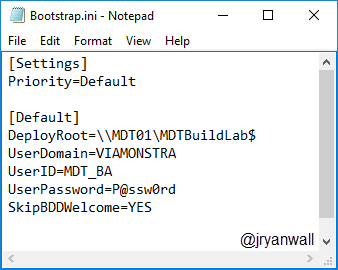 Bootstrap.ini - Notepad
File Edit Format View Help
[Settings]
Priority=Default
[Default]
DeployRoot=\\MDT01\MDTBuildLab$
UserDomain=VIAMONSTRA
UserID=MDT_BA
UserPassword=P@ssw0rd
SkipBDDWelcome=YES
@jryanwall